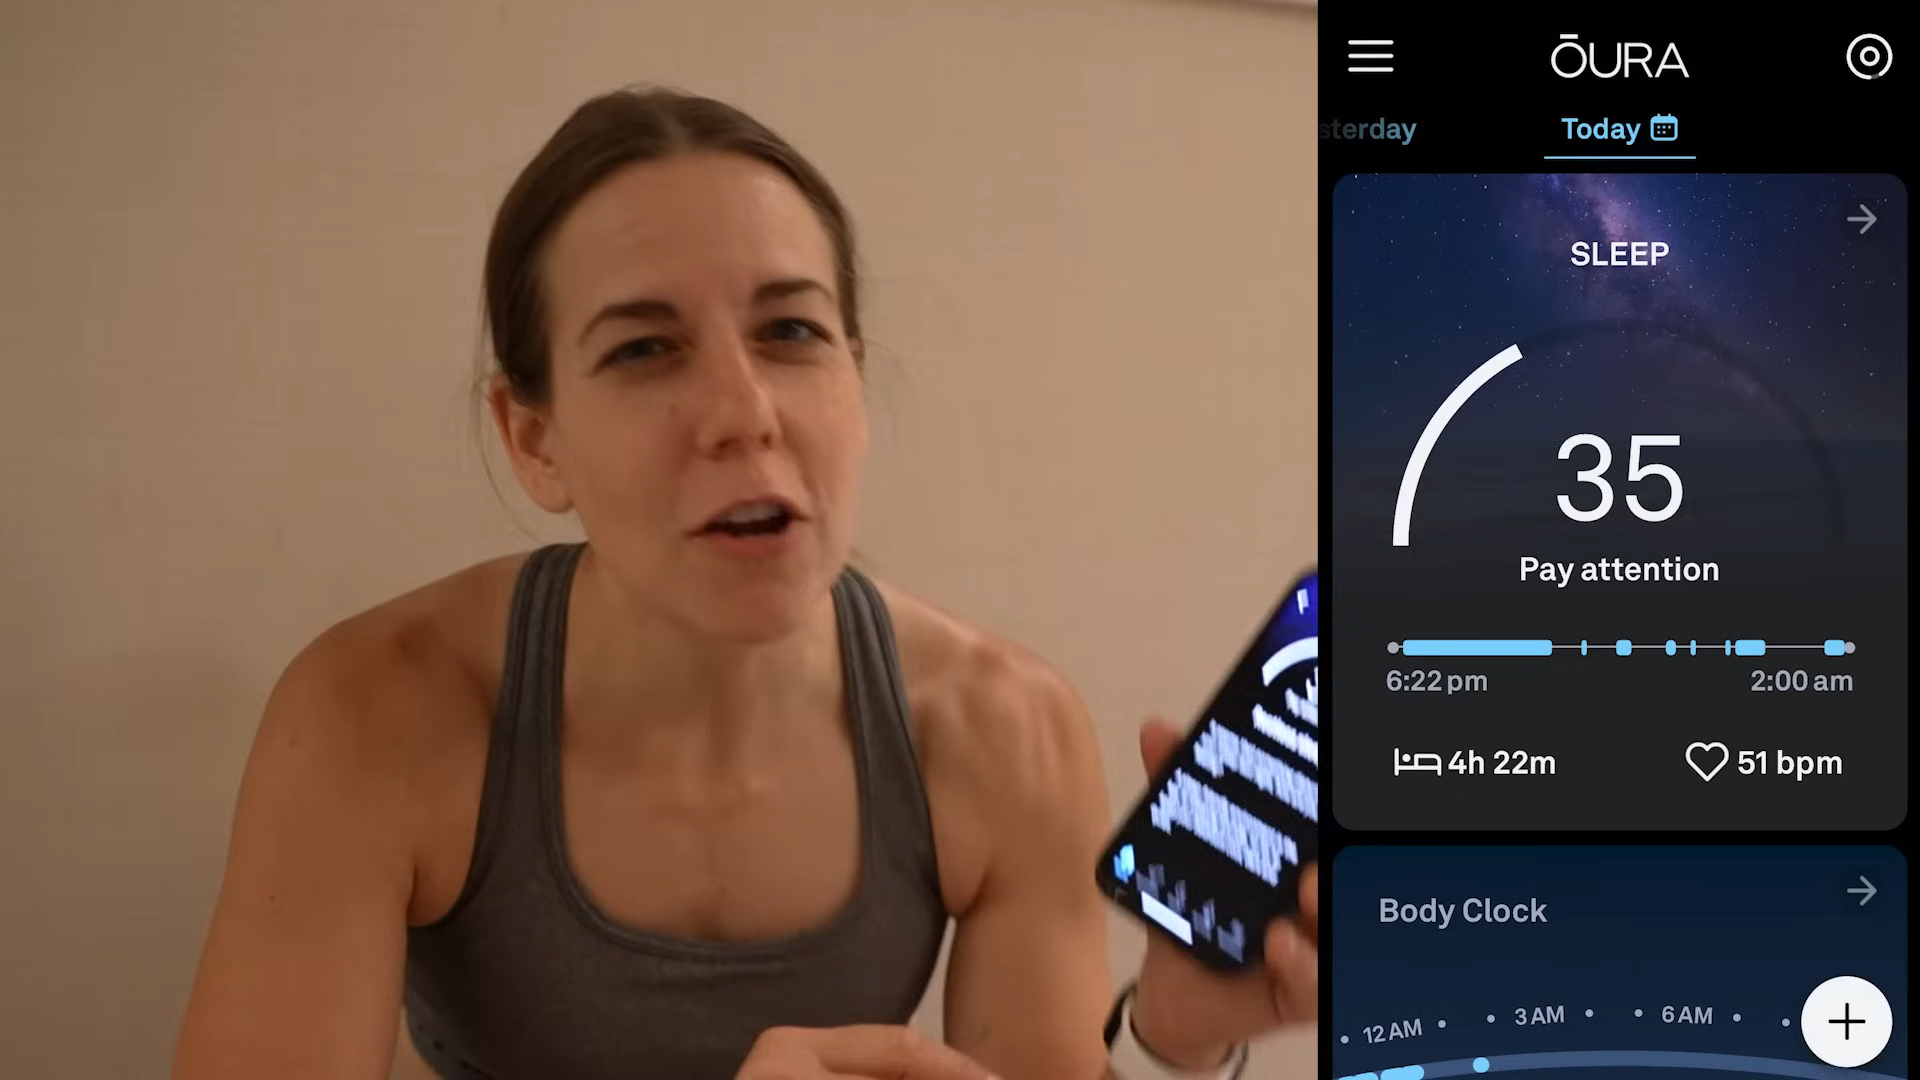 ŌURA
sterday
Today
SLEEP
35
Pay attention
6:22 pm
2:00 am
4h 22m
51 bpm
Body Clock
12 AM
3 AM
6 AM